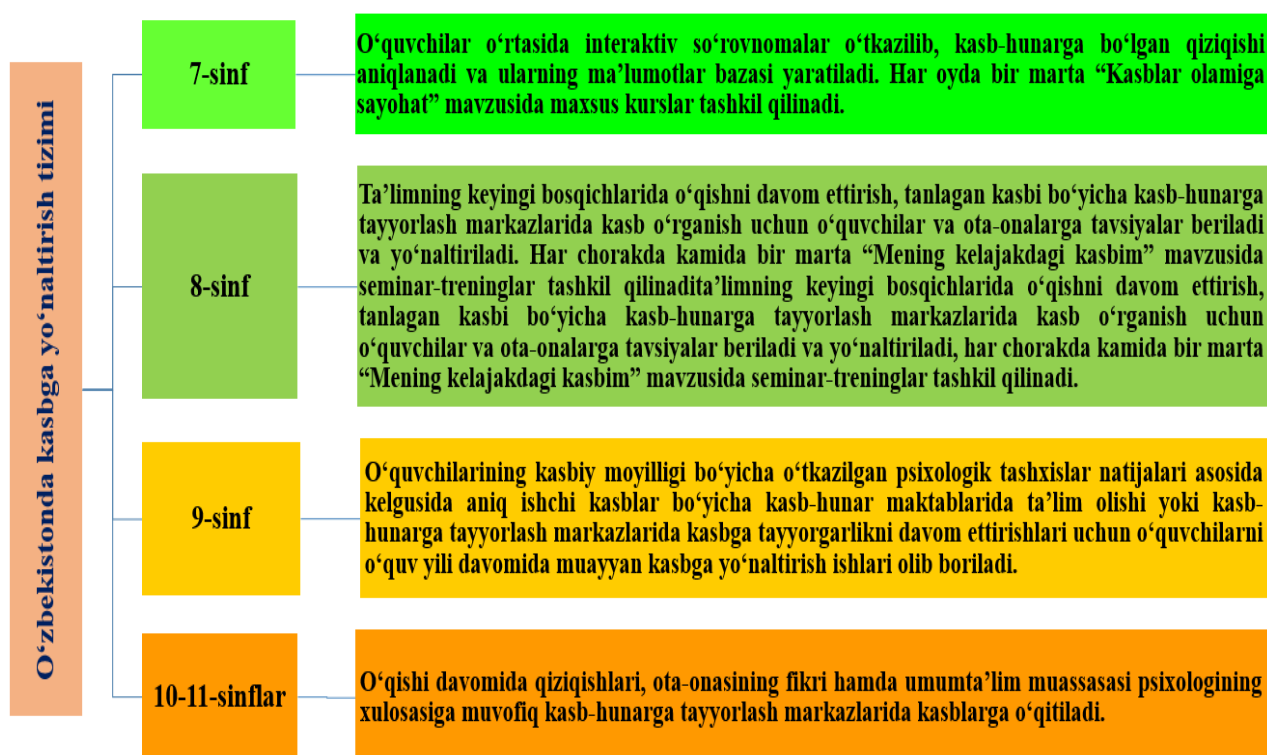 O‘zbekistonda kasbga yo‘naltirish tizimi
7-sinf
O‘quvchilar o‘rtasida interaktiv so‘rovnomalar o‘tkazilib, kasb-hunarga bo‘lgan qiziqishi
aniqlanadi va ularning ma’lumotlar bazasi yaratiladi. Har oyda bir marta “Kasblar olamiga
sayohat” mavzusida maxsus kurslar tashkil qilinadi.
8-sinf
Ta’limning keyingi bosqichlarida o‘qishni davom ettirish, tanlagan kasbi bo‘yicha kasb-hunarga
tayyorlash markazlarida kasb o‘rganish uchun o‘quvchilar va ota-onalarga tavsiyalar beriladi
va yo‘naltiriladi. Har chorakda kamida bir marta “Mening kelajakdagi kasbim” mavzusida
seminar-treninglar tashkil qilinadita’limning keyingi bosqichlarida o‘qishni davom ettirish,
tanlagan kasbi bo‘yicha kasb-hunarga tayyorlash markazlarida kasb o‘rganish uchun
o‘quvchilar va ota-onalarga tavsiyalar beriladi va yo‘naltiriladi, har chorakda kamida bir marta
“Mening kelajakdagi kasbim” mavzusida seminar-treninglar tashkil qilinadi.
9-sinf
O‘quvchilarining kasbiy moyilligi bo‘yicha o‘tkazilgan psixologik tashxislar natijalari asosida
kelgusida aniq ishchi kasblar bo‘yicha kasb-hunar maktablarida ta’lim olishi yoki kasb-
hunarga tayyorlash markazlarida kasbga tayyorgarlikni davom ettirishlari uchun o‘quvchilarni
o‘quv yili davomida muayyan kasbga yo‘naltirish ishlari olib boriladi.
10-11-sinflar
O‘qishi davomida qiziqishlari, ota-onasining fikri hamda umumta’lim muassasasi psixologining
xulosasiga muvofiq kasb-hunarga tayyorlash markazlarida kasblarga o‘qitiladi.